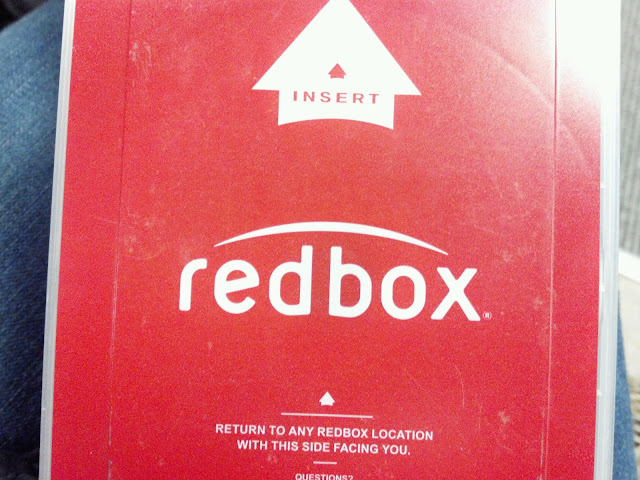 INSERT
redbox®
RETURN TO ANY REDBOX LOCATION
WITH THIS SIDE FACING YOU.
QUESTIONS?